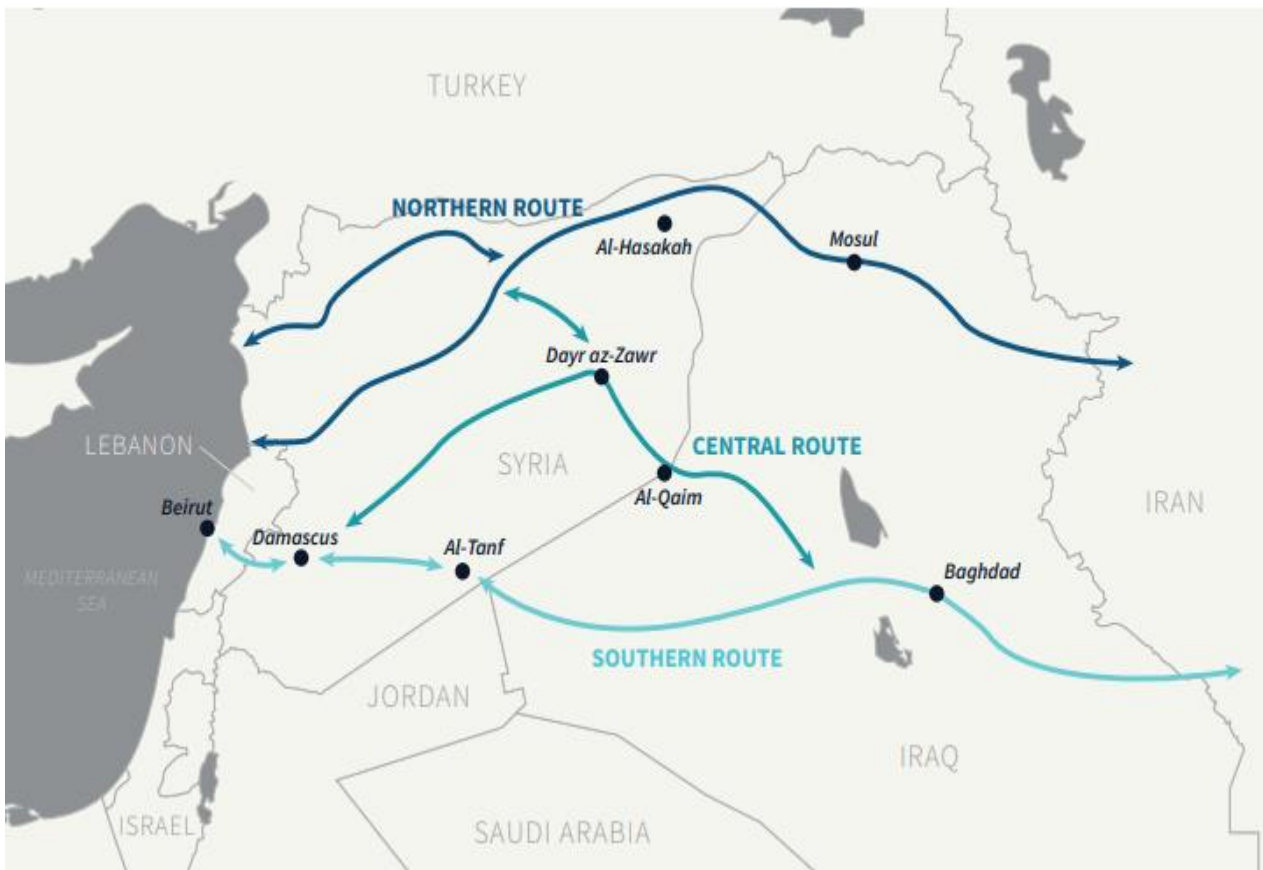 TURKEY
NORTHERN ROUTE
Al-Hasakah
Mosul
Dayr az-Zawr
LEBANON
CENTRAL ROUTE
SYRIA
Al-Qaim
IRAN
Beirut
Damascus
Al-Tanf
Baghdad
MEDITERRANEAN
SEA
SOUTHERN ROUTE
JORDAN
IRAQ
ISRAEL
SAUDI ARABIA